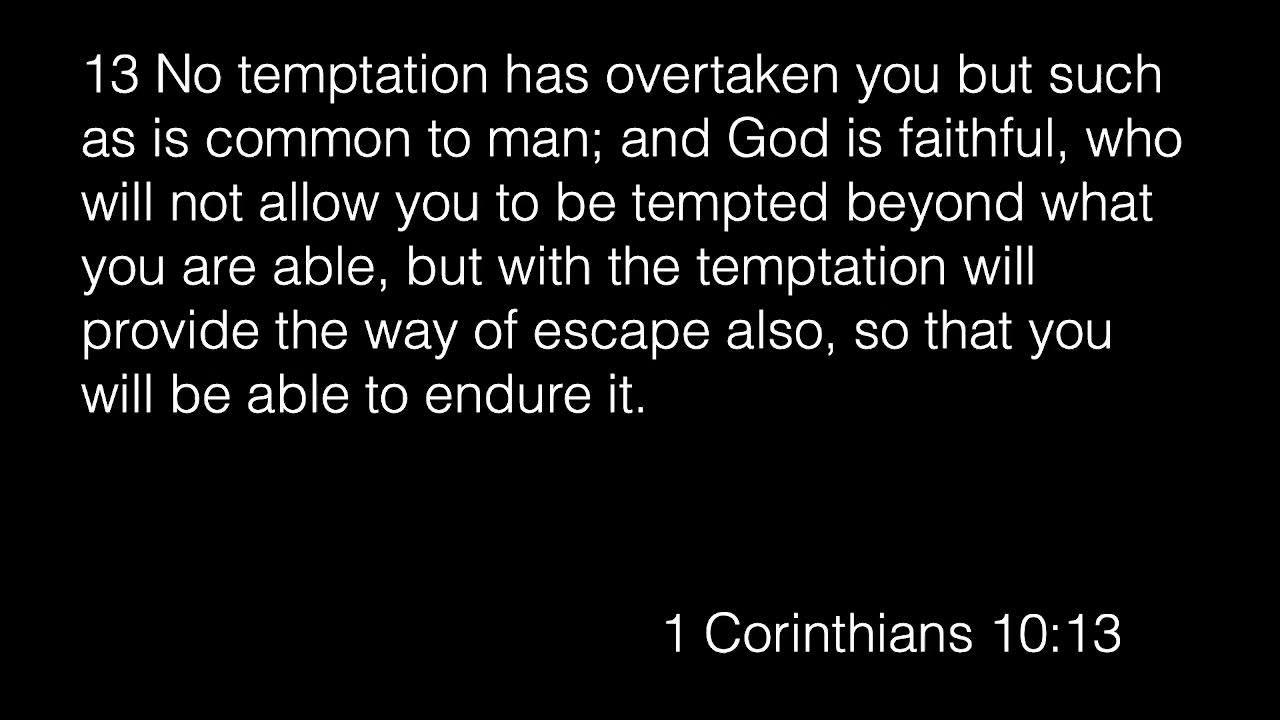 13 No temptation has overtaken you but such
as is common to man; and God is faithful, who
will not allow you to be tempted beyond what
you are able, but with the temptation will
provide the way of escape also, so that you
will be able to endure it.
1 Corinthians 10:13